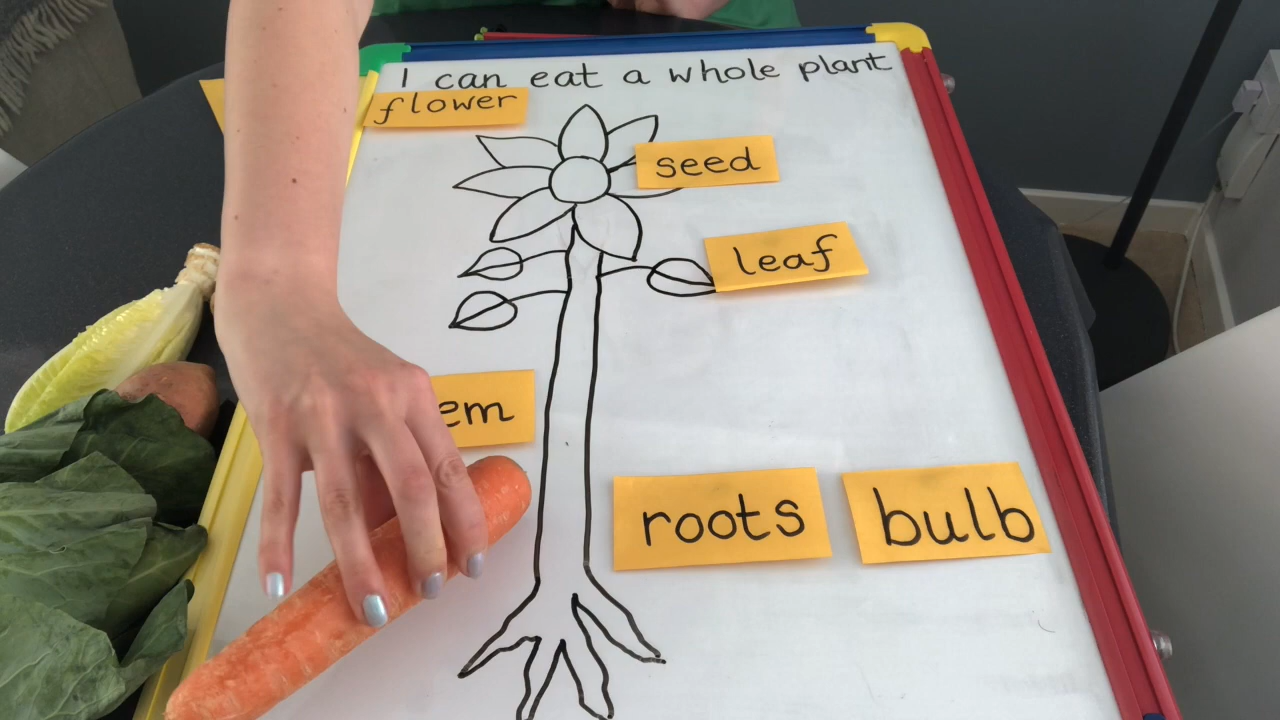 I can eat a whole plant
flower
seed
leaf
em
roots
bulb